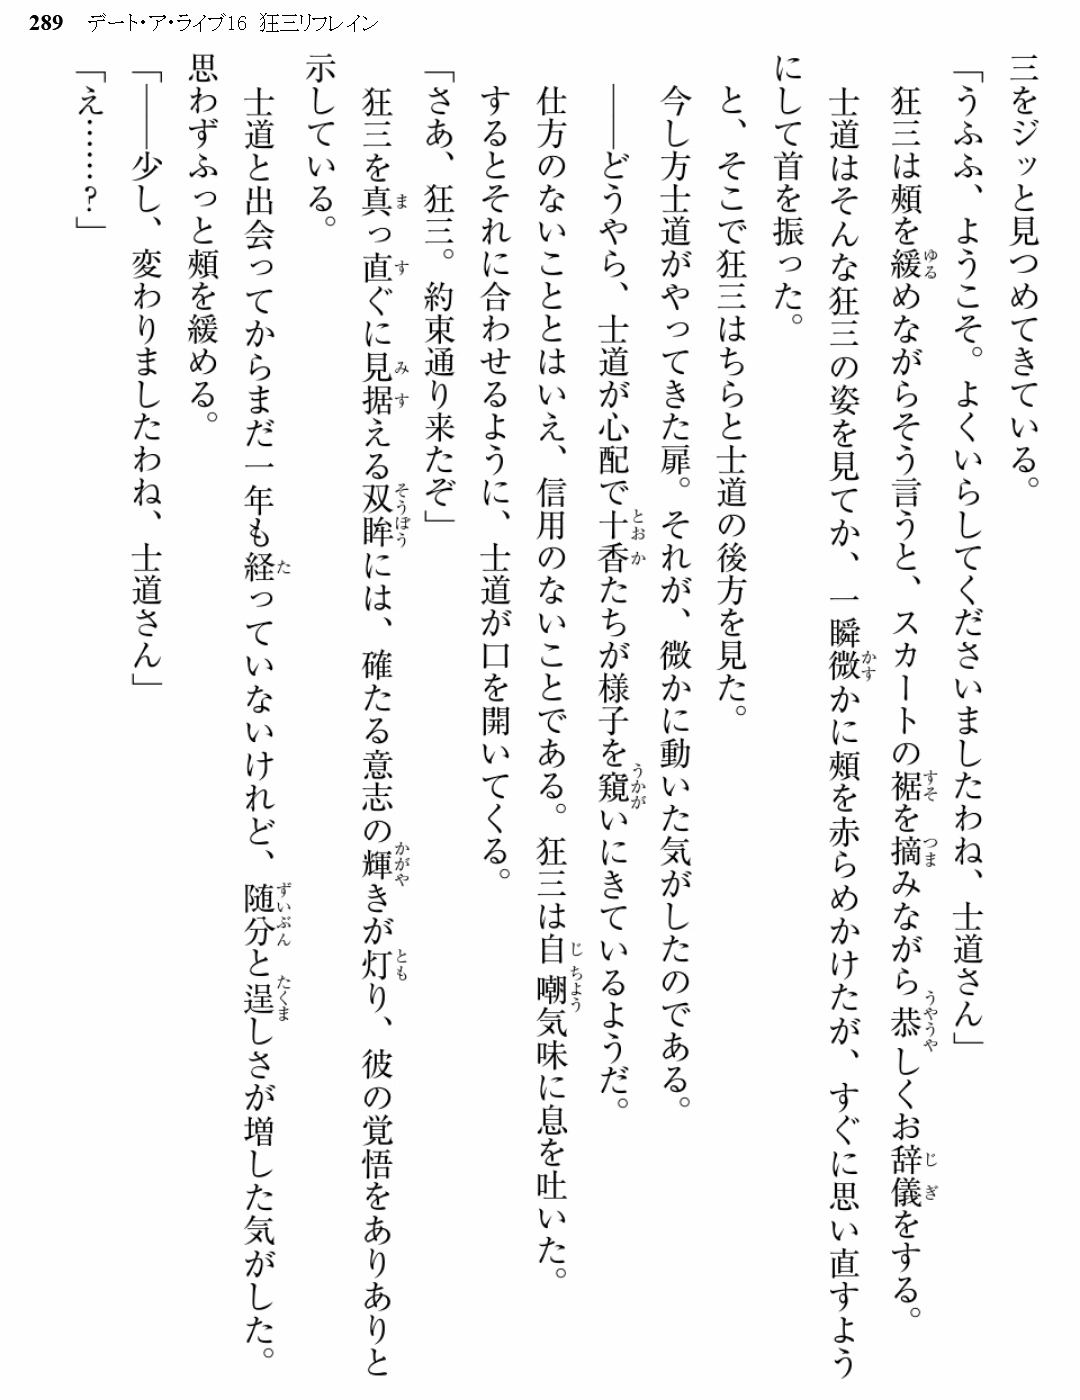 289 デート・ア・ライブ16 狂三リフレイン
三をジッと見つめてきている。
「うふふ、ようこそ。よくいらしてくださいましたわね、士道さん」
狂三は頰を緩めながらそう言うと、スカートの裾を摘みながら恭しくお辞儀をする。
士道はそんな狂三の姿を見てか、一瞬微かに頰を赤らめかけたが、すぐに思い直すよう
にして首を振った。
と、そこで狂三はちらと士道の後方を見た。
今し方士道がやってきた扉。それが、微かに動いた気がしたのである。
――どうやら、士道が心配で十香たちが様子を窺いにきているようだ。
仕方のないこととはいえ、信用のないことである。狂三は自嘲気味に息を吐いた。
するとそれに合わせるように、士道が口を開いてくる。
「さあ、狂三。約束通り来たぞ」
狂三を真っ直ぐに見据える双眸には、確たる意志の輝きが灯り、彼の覚悟をありありと
示している。
士道と出会ってからまだ一年も経っていないけれど、随分と逞しさが増した気がした。
思わずふっと頰を緩める。
「――少し、変わりましたわね、士道さん」
「え……？」